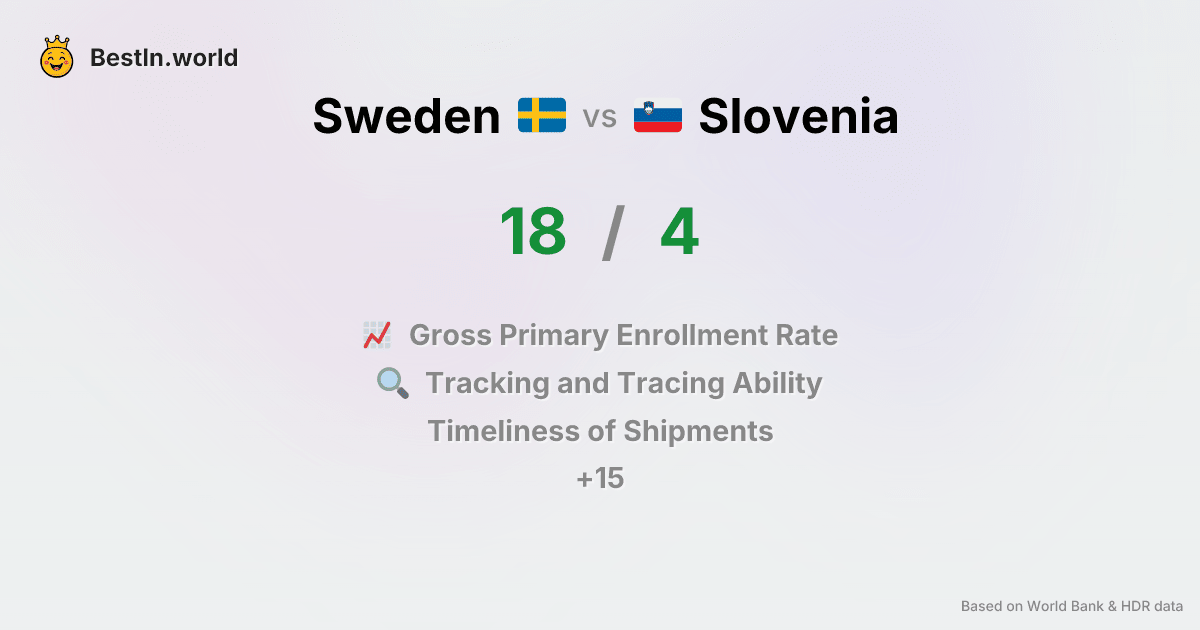 BestIn.world
Sweden vs Slovenia
18 / 4
Gross Primary Enrollment Rate
Tracking and Tracing Ability
Timeliness of Shipments
+15
Based on World Bank & HDR data